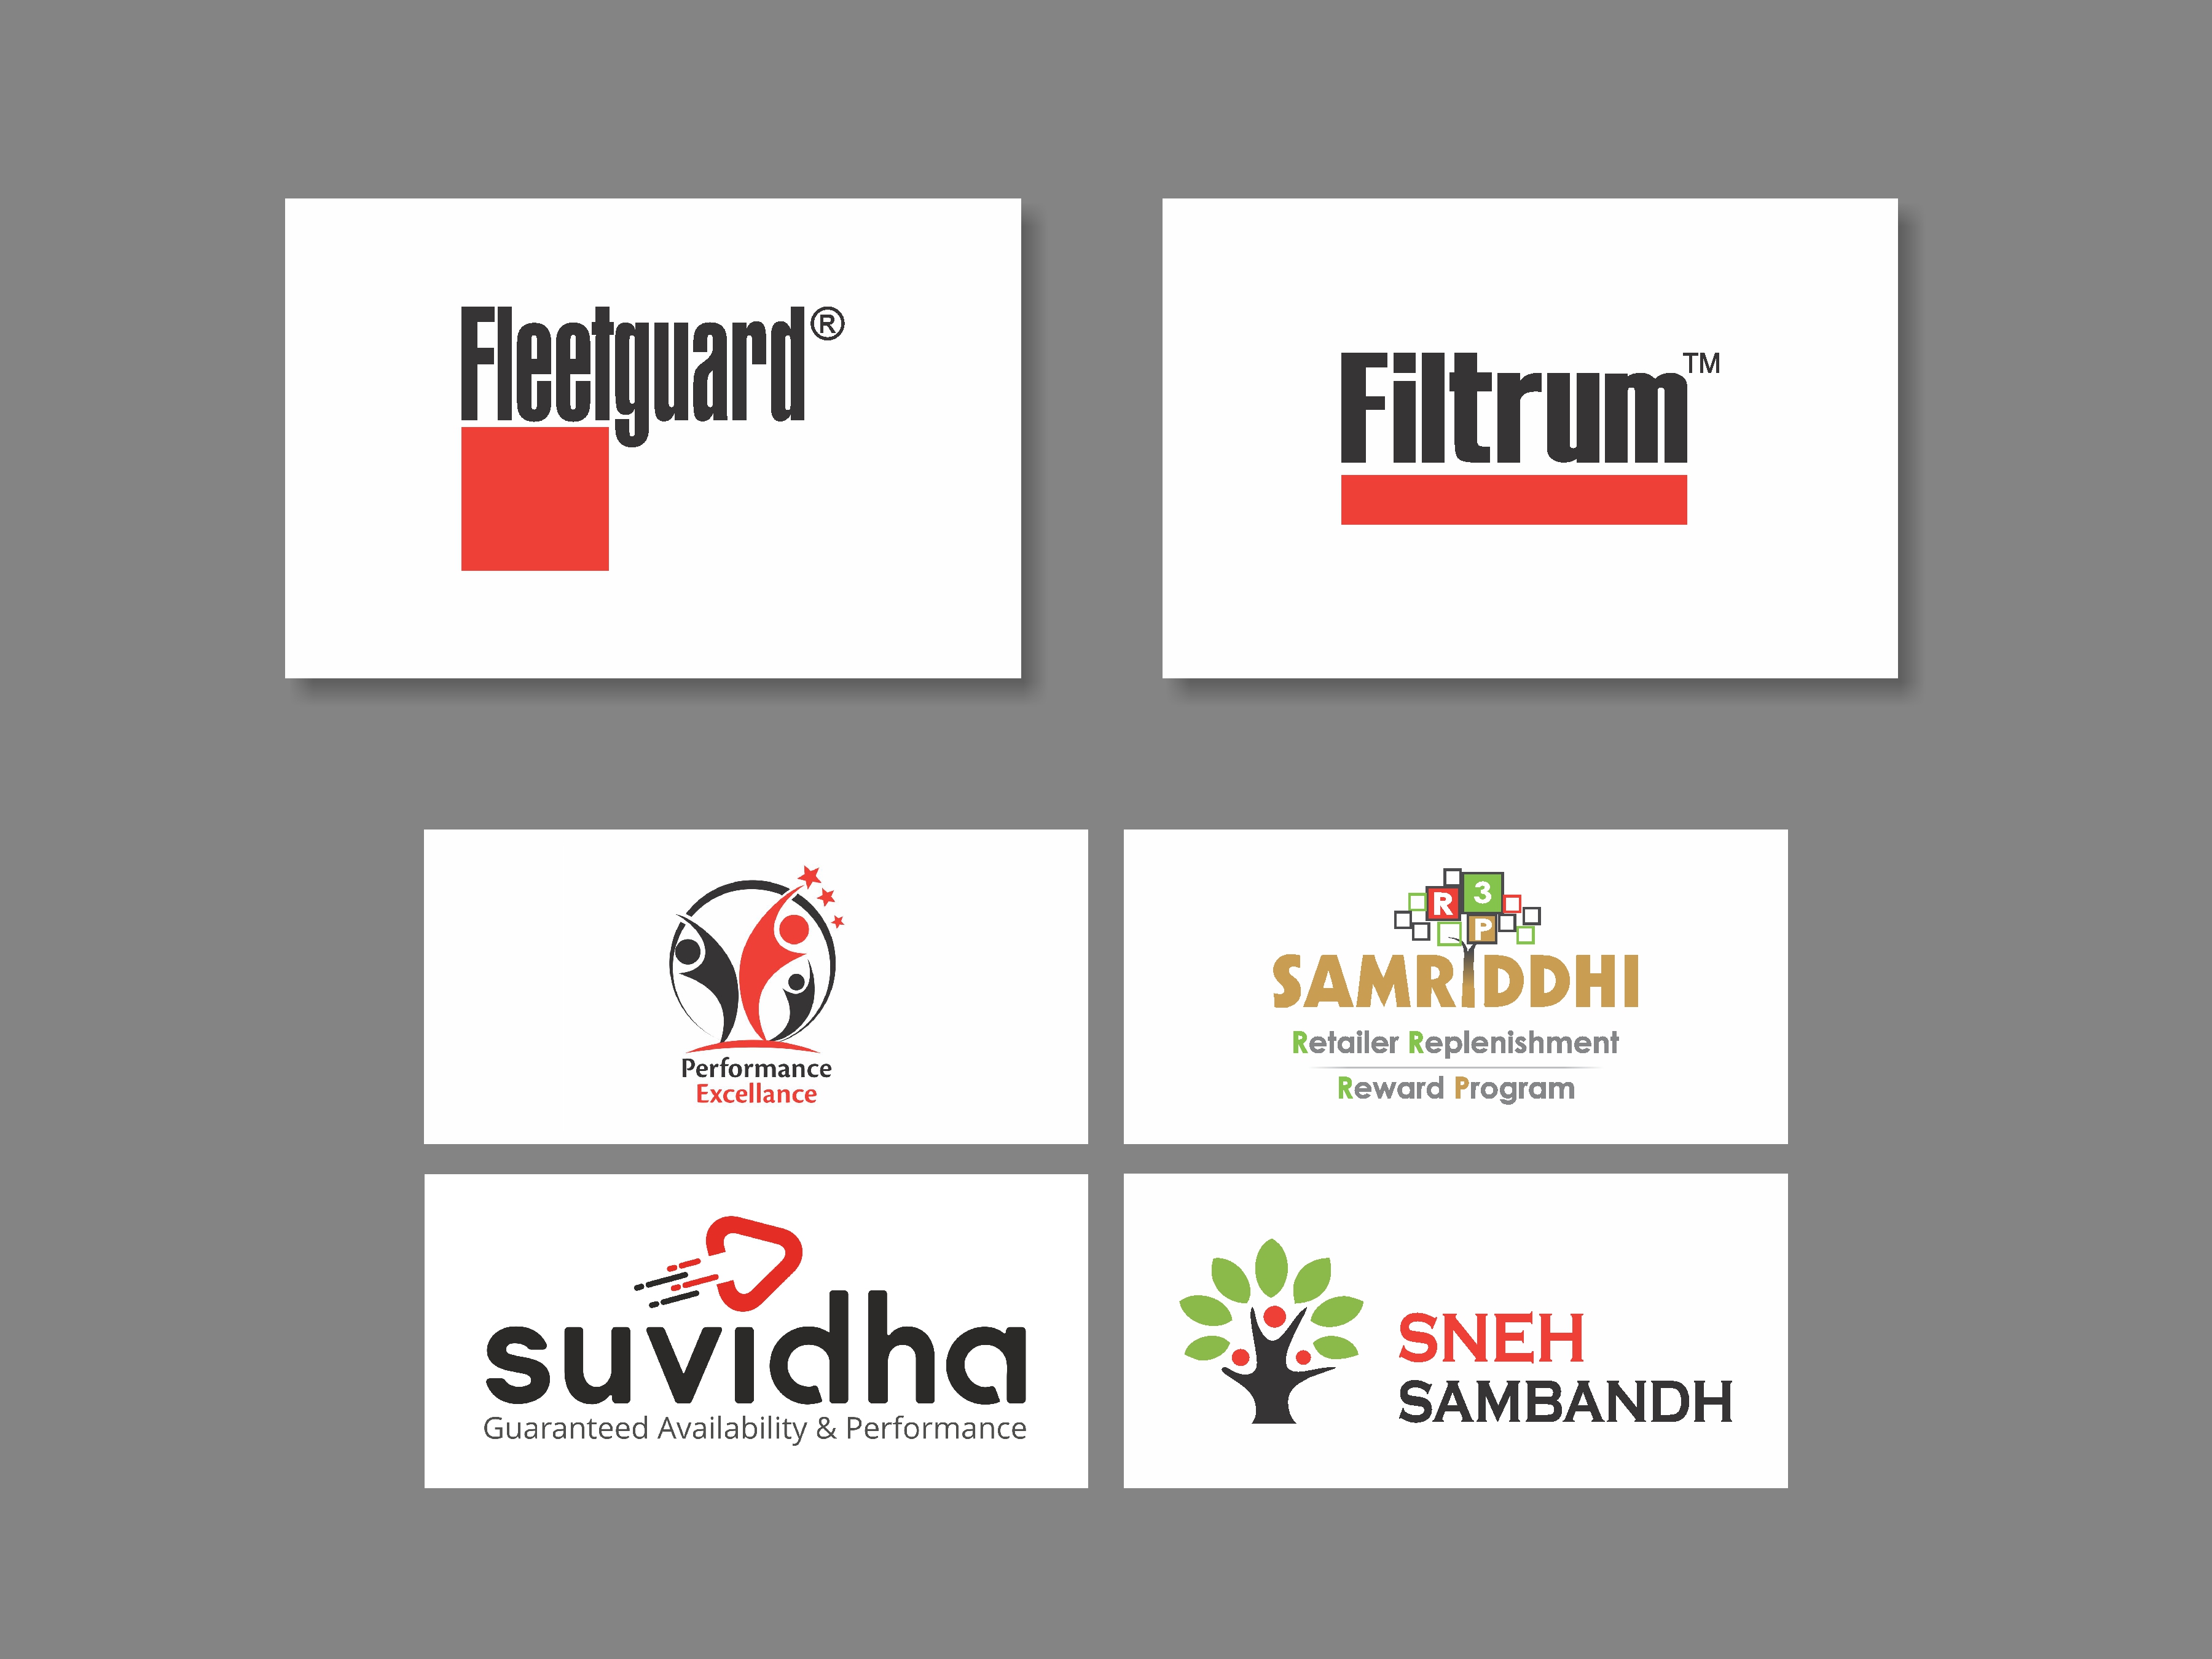 Fleetguard®
Filtrum™
Performance
Excellance
R
3
P
SAMRIDDHI
Retailer Replenishment
Reward Program
suvidha
Guaranteed Availability & Performance
SNEH
SAMBANDH